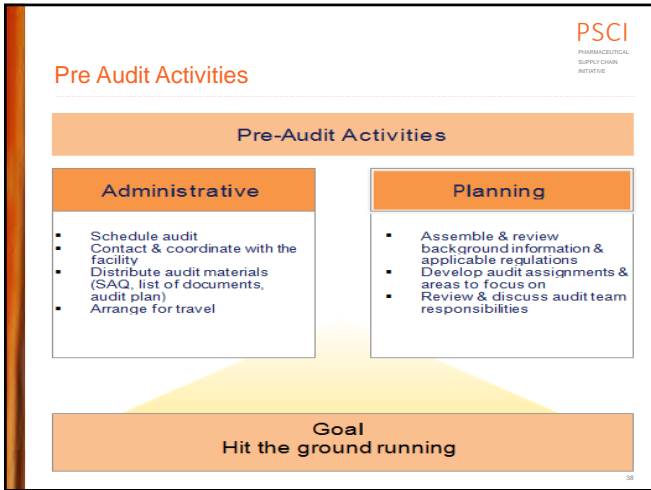 PSCI
PHARMACEUTICAL
SUPPLY CHAIN
INITIATIVE
Pre Audit Activities
Pre-Audit Activities
Administrative
▪ Schedule audit
▪ Contact & coordinate with the
facility
▪ Distribute audit materials
(SAQ, list of documents,
audit plan)
▪ Arrange for travel
Planning
▪ Assemble & review
background information &
applicable regulations
▪ Develop audit assignments &
areas to focus on
▪ Review & discuss audit team
responsibilities
Goal
Hit the ground running
38